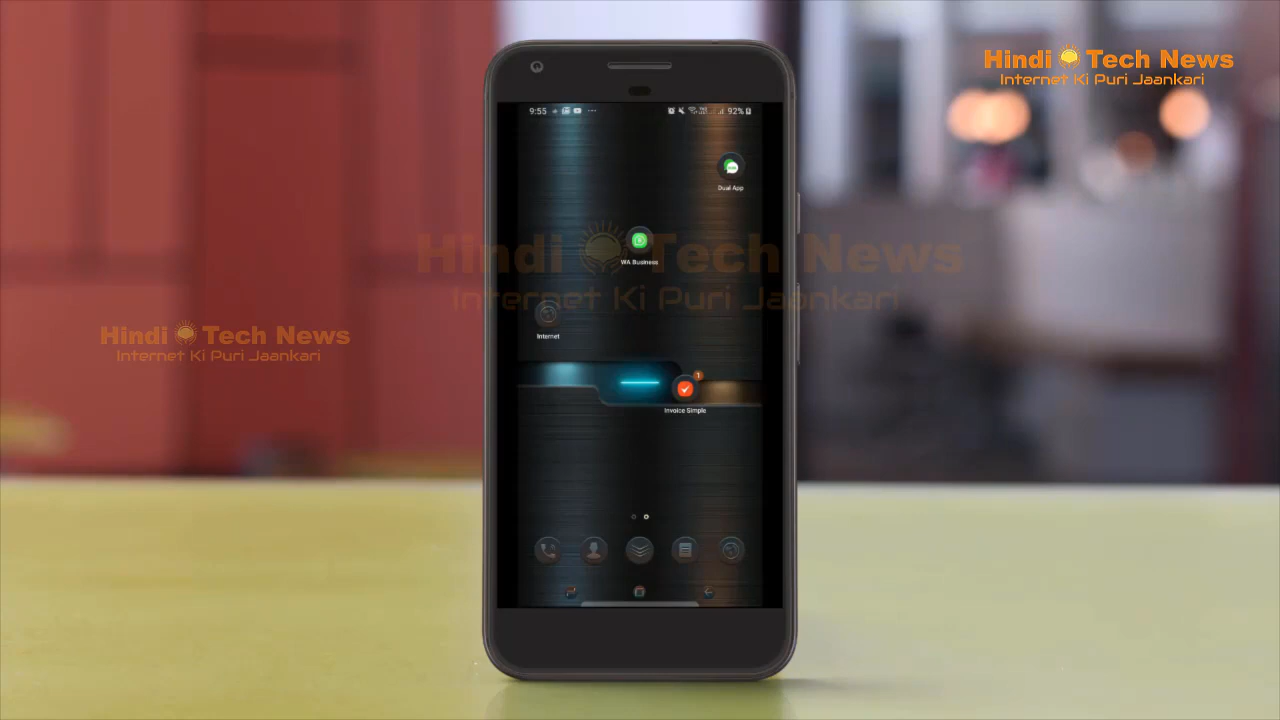 Hindi Tech News
Internet Ki Puri Jaankari
9:55
92%
Dual App
WA Business
Hindi Tech News
Internet Ki Puri Jaankari
Internet
Hindi Tech News
Internet Ki Puri Jaankari
1
Invoice Simple